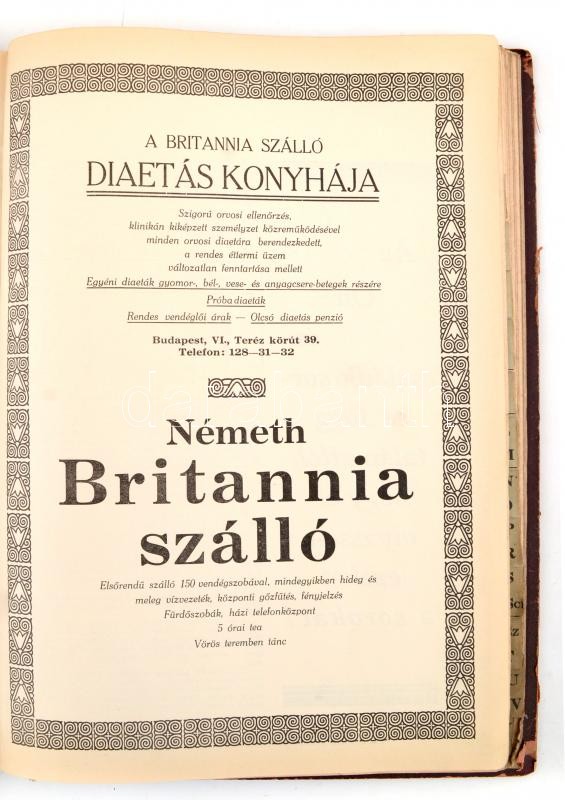 A BRITANNIA SZÁLLÓ
DIAETÁS KONYHÁJA
Szigorú orvosi ellenőrzés,
klinikán kiképzett személyzet közreműködésével
minden orvosi diaetára berendezkedett,
a rendes éttermi üzem
változatlan fenntartása mellett
Egyéni diaeták gyomor-, bél-, vese- és anyagcsere-betegek részére
Próbadiaeták
Rendes vendéglői árak — Olcsó diaetás penzió
Budapest, VI., Teréz körút 39.
Telefon: 128—31—32
Németh
Britannia
szálló
Elsőrendű szálló 150 vendégszobával, mindegyikben hideg és
meleg vízvezeték, központi gőzfűtés, fényjelzés
Fürdőszobák, házi telefonközpont
5 órai tea
Vörös teremben tánc